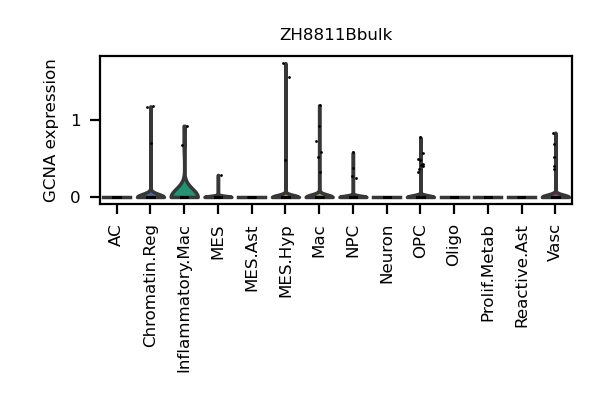 ZH8811Bbulk
GCNA expression
1
0
AC
Chromatin.Reg
Inflammatory.Mac
MES
MES.Ast
MES.Hyp
Mac
NPC
Neuron
OPC
Oligo
Prolif.Metab
Reactive.Ast
Vasc